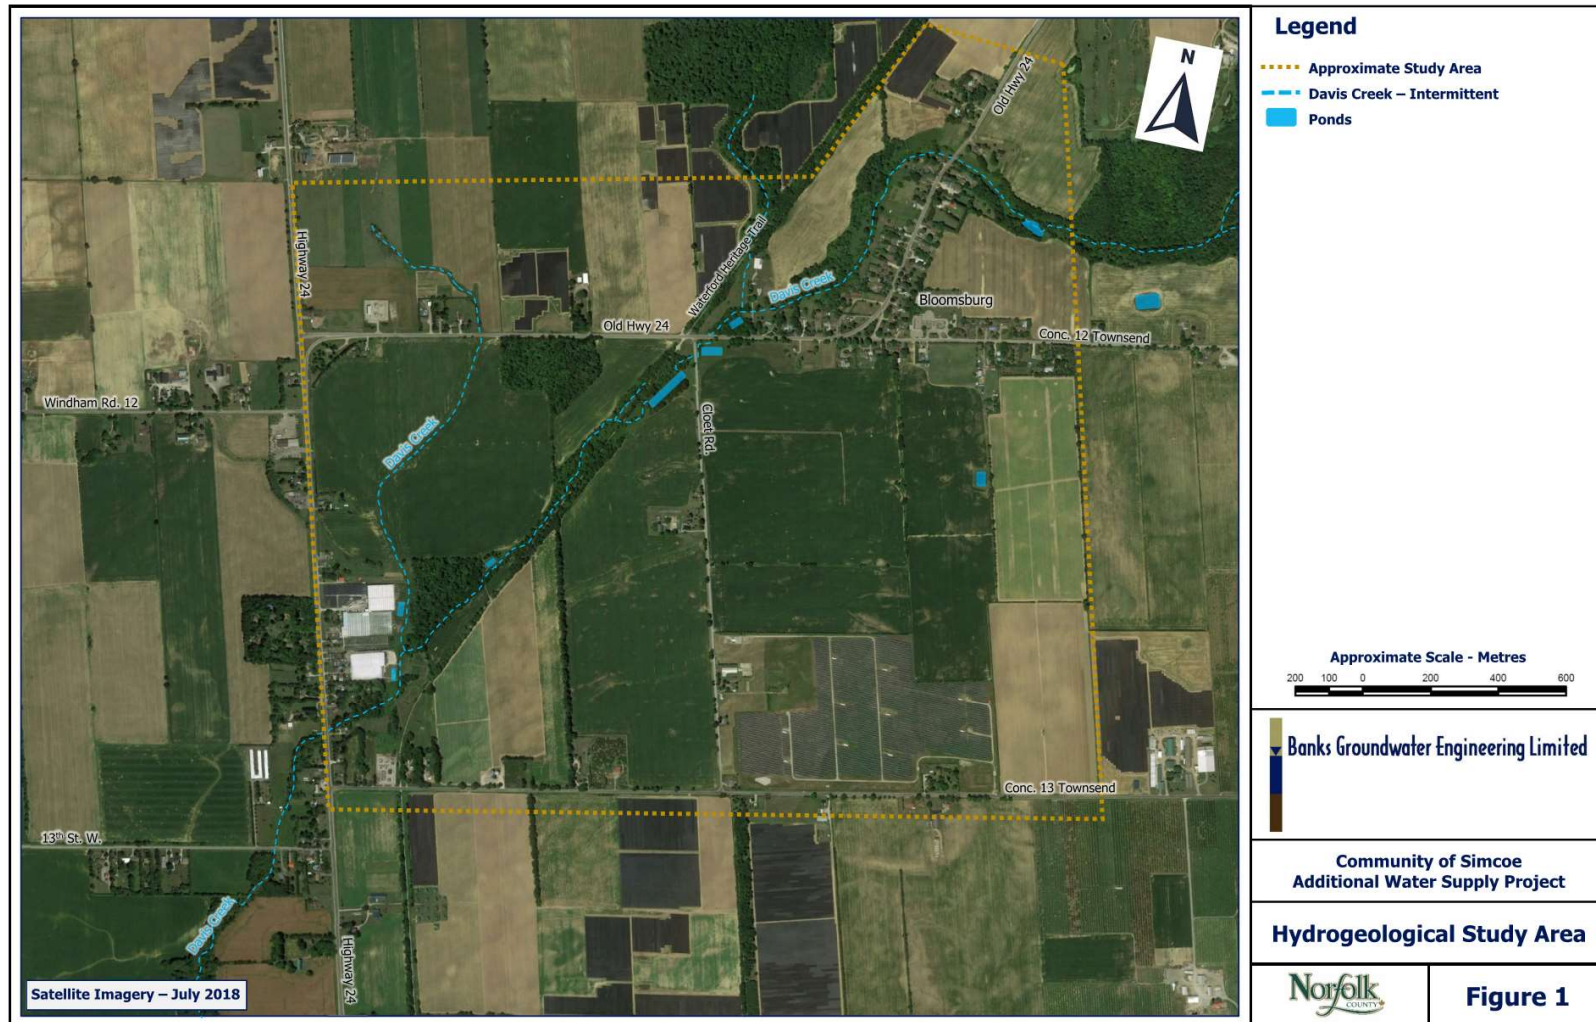 Old Hwy 24
N
Highway 24
Waterford Heritage Trail
Davis Creek
Bloomsburg
Old Hwy 24
Conc. 12 Townsend
Windham Rd. 12
Cloet Rd.
Davis Creek
Conc. 13 Townsend
13th St. W.
Davis Creek
Highway 24
Satellite Imagery – July 2018
Legend
Approximate Study Area
Davis Creek – Intermittent
Ponds
Approximate Scale - Metres
200 100 0 200 400 600
Banks Groundwater Engineering Limited
Community of Simcoe
Additional Water Supply Project
Hydrogeological Study Area
Norfolk
COUNTY
Figure 1